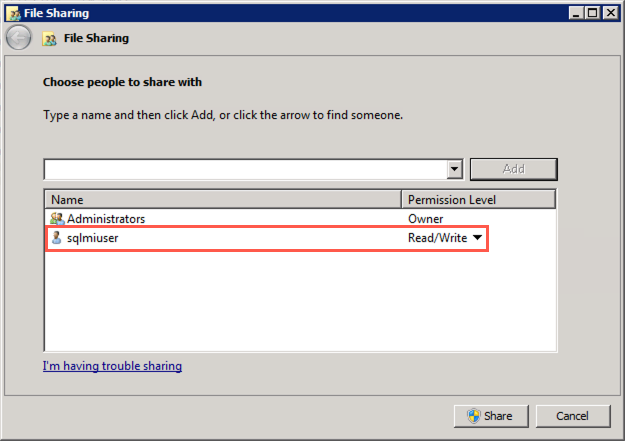 File Sharing
File Sharing
Choose people to share with
Type a name and then click Add, or click the arrow to find someone.
Add
Name Permission Level
Administrators Owner
sqlmiuser Read/Write
I'm having trouble sharing
Share Cancel